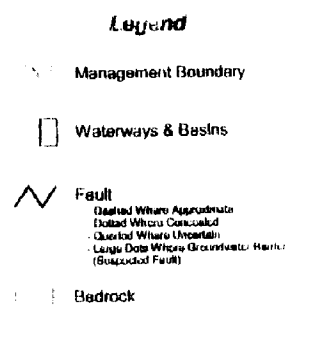 Legend
Management Boundary
Waterways & Basins
Fault
Dashed Where Approximate
Dotted Where Concealed
- Queried Where Uncertain
- Large Dots Where Groundwater Barrier
(Suspected Fault)
Bedrock